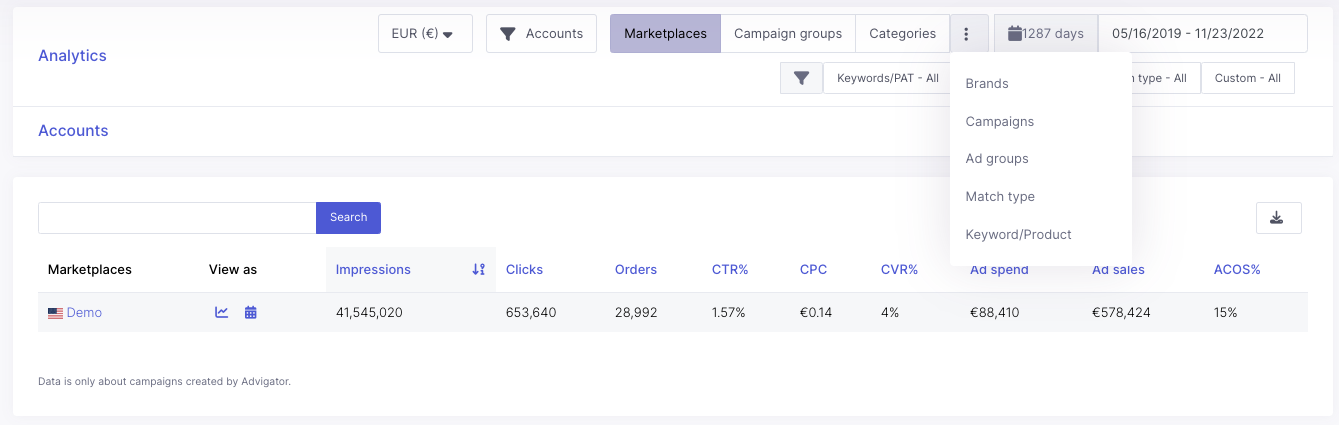 EUR (€) Accounts Marketplaces Campaign groups Categories 1287 days 05/16/2019 - 11/23/2022
Analytics
Keywords/PAT - All type - All Custom - All
Brands
Campaigns
Ad groups
Match type
Keyword/Product
Accounts
Search
Marketplaces View as Impressions Clicks Orders CTR% CPC CVR% Ad spend Ad sales ACOS%
Demo 41,545,020 653,640 28,992 1.57% €0.14 4% €88,410 €578,424 15%
Data is only about campaigns created by Advigator.